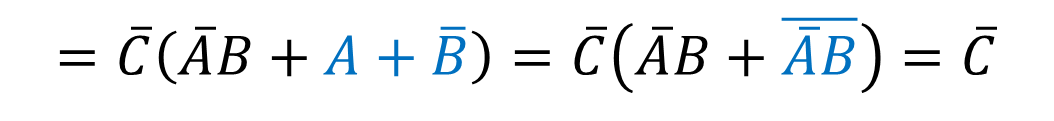 = C̄(ĀB + A + B̄) = C̄(ĀB + \overline{ĀB}) = C̄